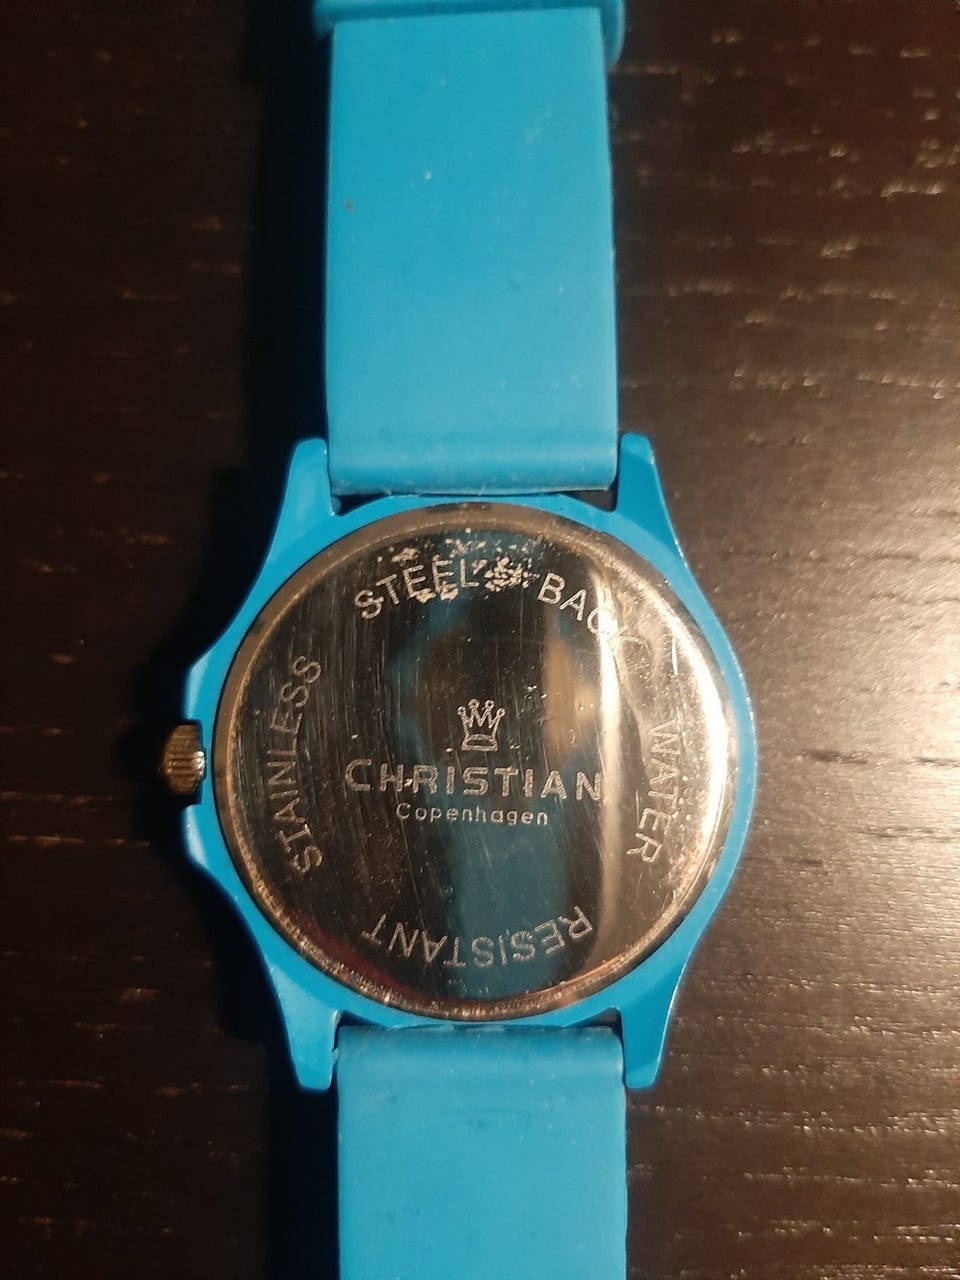 STAINLESS STEEL BACK WATER RESISTANT
CHRISTIAN
Copenhagen